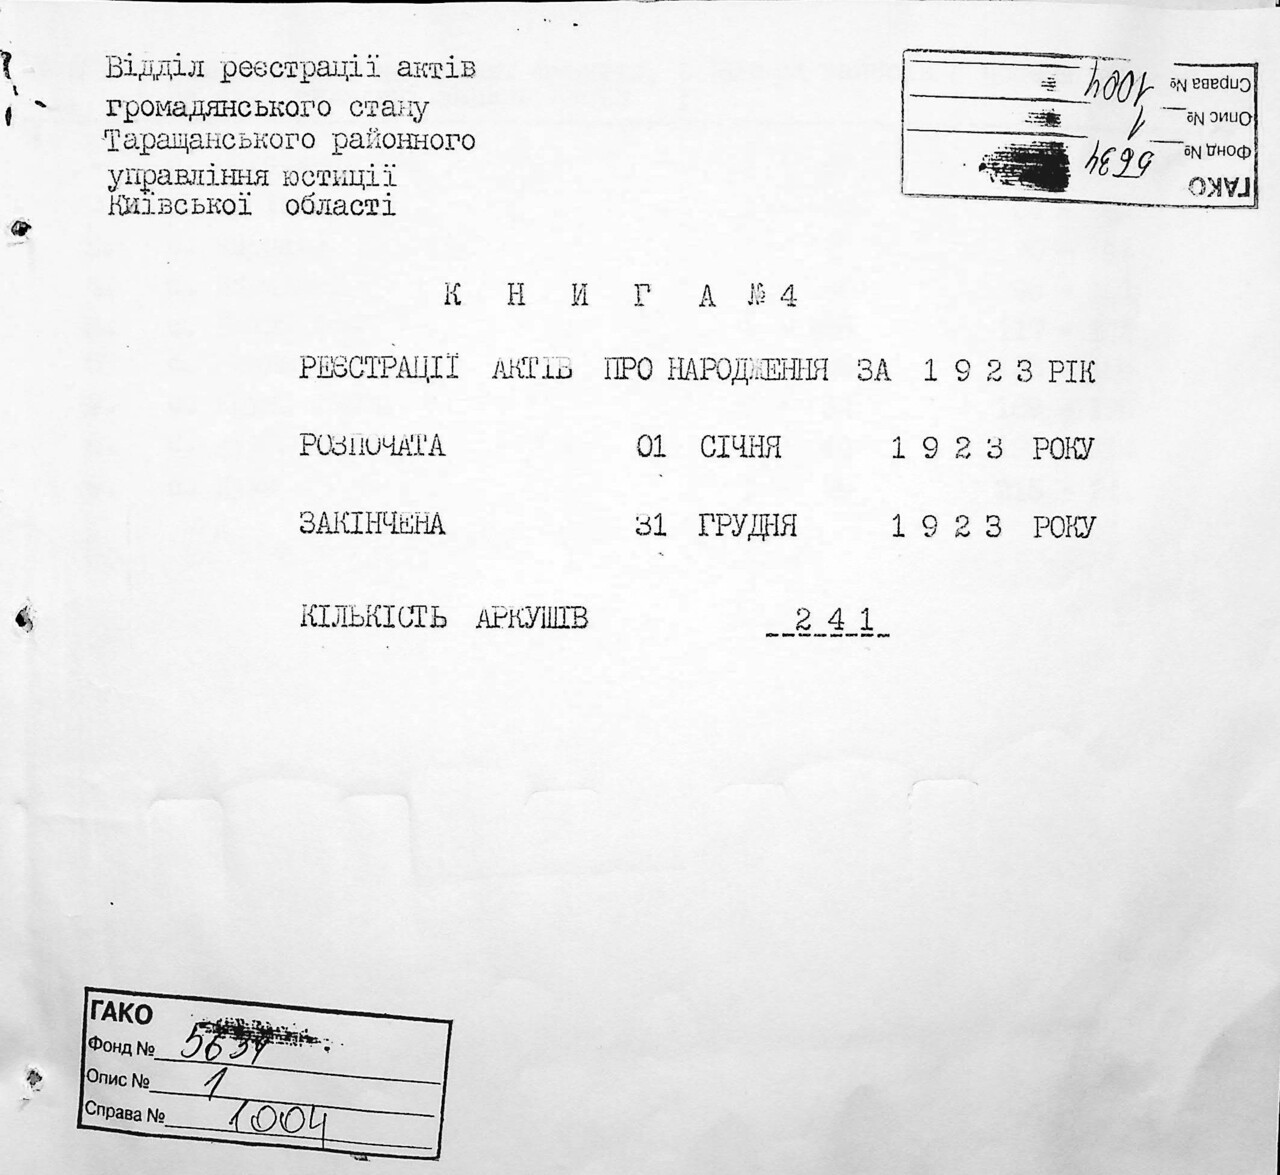 Відділ реєстрації актів
громадянського стану
Таращанського районного
управління юстиції
Київської області
ГАКО
Фонд № 5634
Опис № 1
Справа № 1004
К Н И Г А № 4
РЕЄСТРАЦІЇ АКТІВ ПРО НАРОДЖЕННЯ ЗА 1 9 2 3 РІК
РОЗПОЧАТА 01 СІЧНЯ 1 9 2 3 РОКУ
ЗАКІНЧЕНА 31 ГРУДНЯ 1 9 2 3 РОКУ
КІЛЬКІСТЬ АРКУШІВ 2 4 1
ГАКО
Фонд № 5634
Опис № 1
Справа № 1004